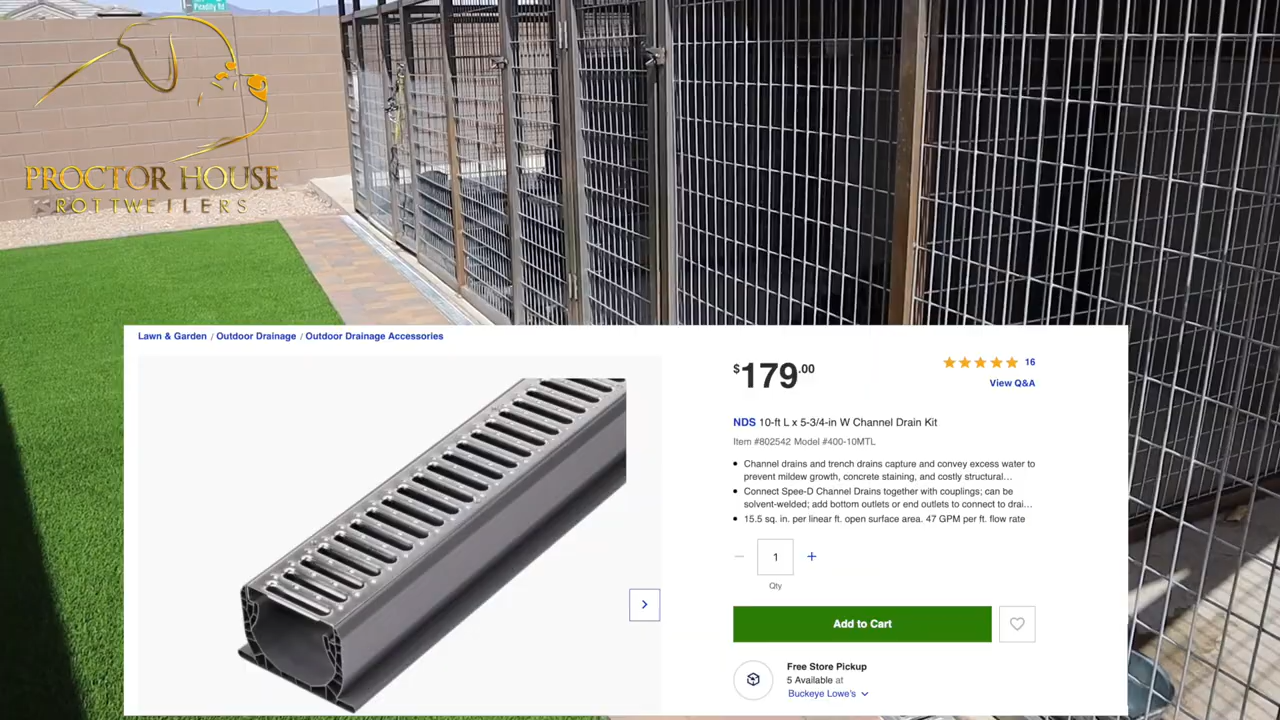 Picadilly Rd
PROCTOR HOUSE
ROTTWEILERS
Lawn & Garden / Outdoor Drainage / Outdoor Drainage Accessories
$179.00
16
View Q&A
NDS 10-ft L x 5-3/4-in W Channel Drain Kit
Item #802542 Model #400-10MTL
Channel drains and trench drains capture and convey excess water to
prevent mildew growth, concrete staining, and costly structural…
Connect Spee-D Channel Drains together with couplings; can be
solvent-welded; add bottom outlets or end outlets to connect to drai…
15.5 sq. in. per linear ft. open surface area. 47 GPM per ft. flow rate
1
Qty
Add to Cart
Free Store Pickup
5 Available at
Buckeye Lowe's